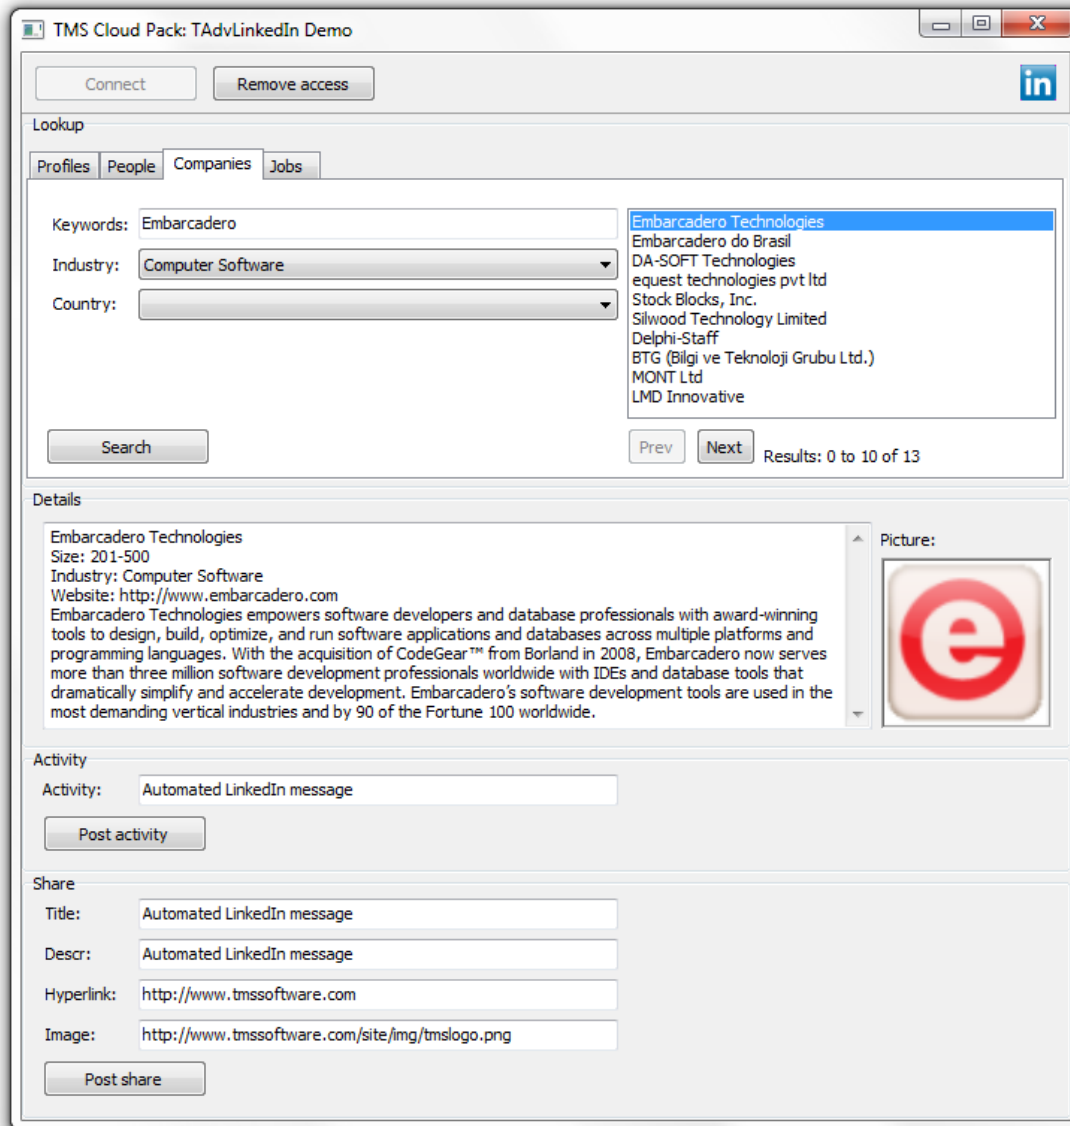 TMS Cloud Pack: TAdvLinkedIn Demo
Connect
Remove access
in
Lookup
Profiles
People
Companies
Jobs
Keywords:
Embarcadero
Industry:
Computer Software
Country:
Search
Embarcadero Technologies
Embarcadero do Brasil
DA-SOFT Technologies
equest technologies pvt ltd
Stock Blocks, Inc.
Silwood Technology Limited
Delphi-Staff
BTG (Bilgi ve Teknoloji Grubu Ltd.)
MONT Ltd
LMD Innovative
Prev
Next
Results: 0 to 10 of 13
Details
Embarcadero Technologies
Size: 201-500
Industry: Computer Software
Website: http://www.embarcadero.com
Embarcadero Technologies empowers software developers and database professionals with award-winning
tools to design, build, optimize, and run software applications and databases across multiple platforms and
programming languages. With the acquisition of CodeGear™ from Borland in 2008, Embarcadero now serves
more than three million software development professionals worldwide with IDEs and database tools that
dramatically simplify and accelerate development. Embarcadero’s software development tools are used in the
most demanding vertical industries and by 90 of the Fortune 100 worldwide.
Picture:
e
Activity
Activity:
Automated LinkedIn message
Post activity
Share
Title:
Automated LinkedIn message
Descr:
Automated LinkedIn message
Hyperlink:
http://www.tmssoftware.com
Image:
http://www.tmssoftware.com/site/img/tmslogo.png
Post share